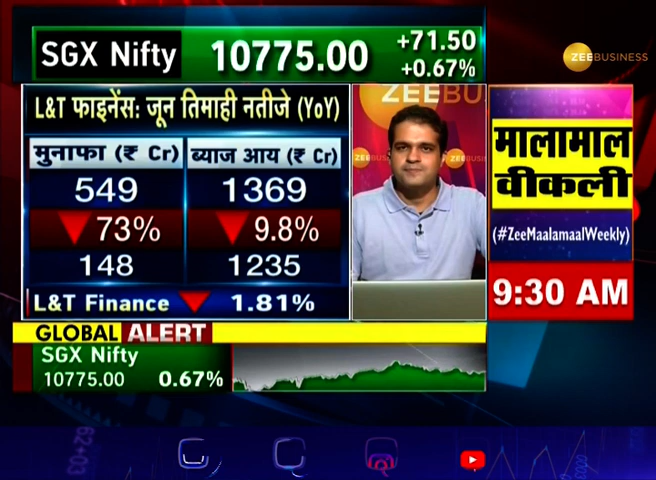 SGX Nifty 10775.00 +71.50
+0.67%
ZEEBUSINESS
L&T फाइनेंस: जून तिमाही नतीजे (YoY)
मुनाफा (₹ Cr) ब्याज आय (₹ Cr)
549 1369
73% 9.8%
148 1235
L&T Finance 1.81%
ZEEBU
मालामाल
वीकली
(#ZeeMaalamaalWeekly)
9:30 AM
GLOBAL ALERT
SGX Nifty
10775.00 0.67%